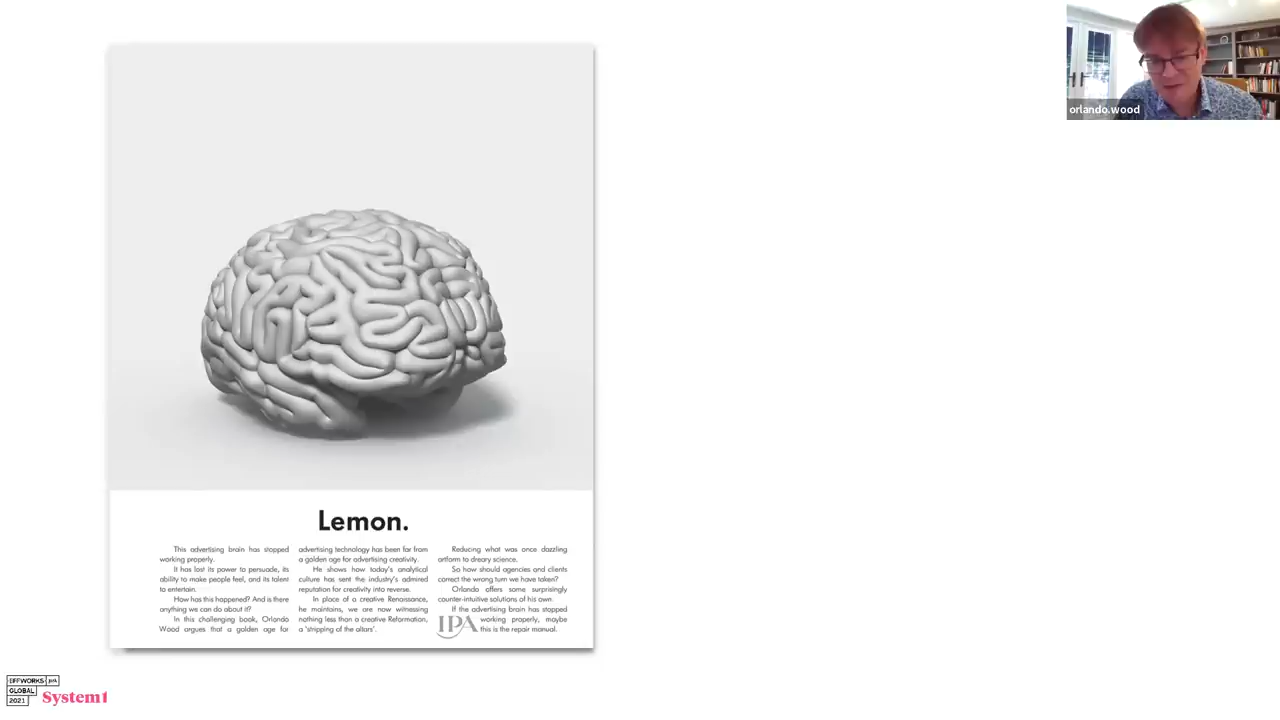 orlando.wood
Lemon.
This advertising brain has stopped
working properly.
It has lost its power to persuade, its
ability to make people feel, and its talent
to entertain.
How has this happened? And is there
anything we can do about it?
In this challenging book, Orlando
Wood argues that a golden age for
advertising technology has been far from
a golden age for advertising creativity.
He shows how today's analytical
culture has sent the industry's admired
reputation for creativity into reverse.
In place of a creative Renaissance,
he maintains, we are now witnessing
nothing less than a creative Reformation,
a 'stripping of the altars'.
Reducing what was once dazzling
artform to dreary science.
So how should agencies and clients
correct the wrong turn we have taken?
Orlando offers some surprisingly
counter-intuitive solutions of his own.
If the advertising brain has stopped
working properly, maybe
this is the repair manual.
IPA
EFFWORKS IPA
GLOBAL
2021
System1